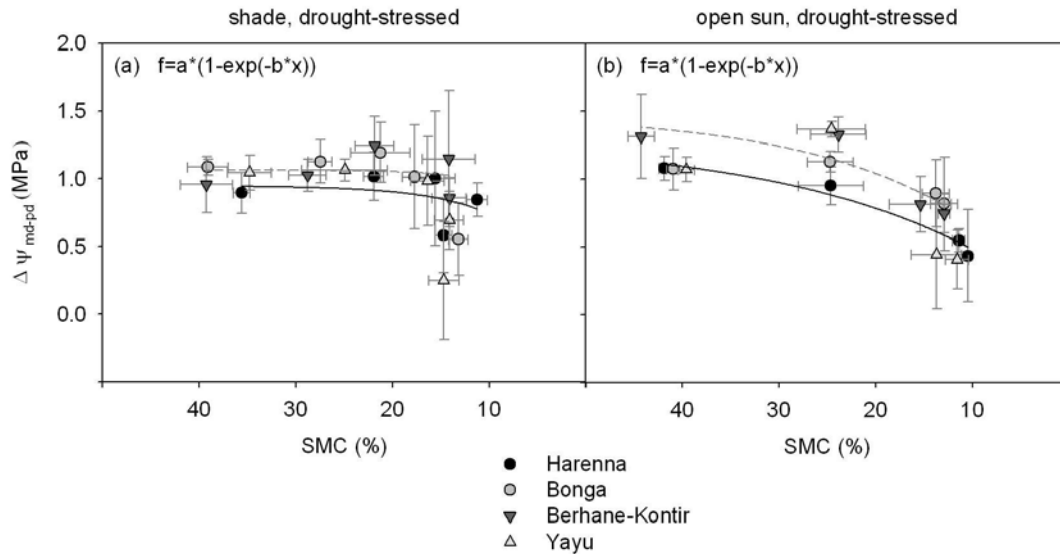 shade, drought-stressed
open sun, drought-stressed
(a) f=a*(1-exp(-b*x))
(b) f=a*(1-exp(-b*x))
Δ Ψmd-pd (MPa)
2.0
1.5
1.0
0.5
0.0
40 30 20 10
40 30 20 10
SMC (%)
SMC (%)
Harenna
Bonga
Berhane-Kontir
Yayu